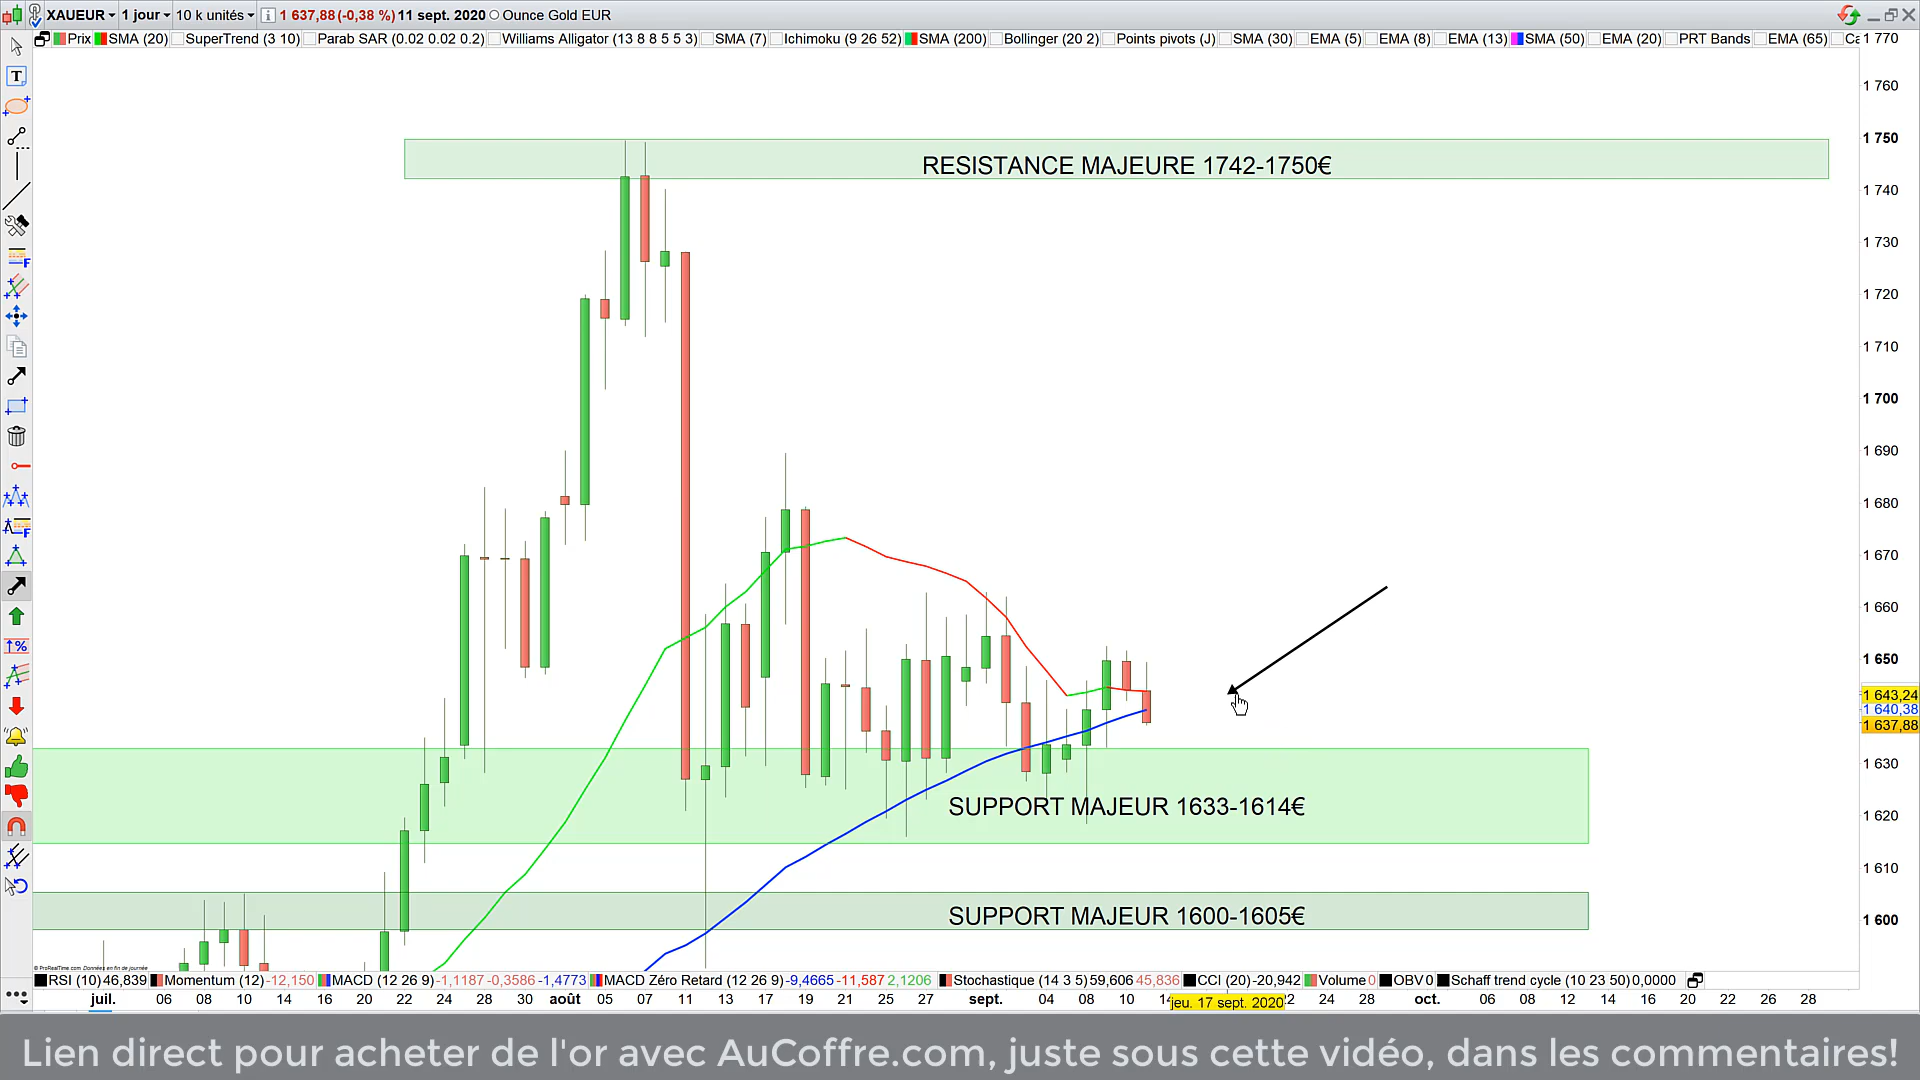 XAUEUR 1 jour 10 k unités 1 637,88 (-0,38 %) 11 sept. 2020 Ounce Gold EUR
Prix SMA (20) SuperTrend (3 10) Parab SAR (0.02 0.02 0.2) Williams Alligator (13 8 8 5 5 3) SMA (7) Ichimoku (9 26 52) SMA (200) Bollinger (20 2) Points pivots (J) SMA (30) EMA (5) EMA (8) EMA (13) SMA (50) EMA (20) PRT Bands EMA (65) Ca 1 770
1 760
1 750
RESISTANCE MAJEURE 1742-1750€
1 740
1 730
1 720
1 710
1 700
1 690
1 680
1 670
1 660
1 650
1 643,24
1 640,38
1 637,88
1 630
SUPPORT MAJEUR 1633-1614€
1 620
1 610
SUPPORT MAJEUR 1600-1605€
1 600
© ProRealTime.com Données en fin de journée
RSI (10) 46,839 Momentum (12) -12,150 MACD (12 26 9) -1,1187 -0,3586 -1,4773 MACD Zéro Retard (12 26 9) -9,4665 -11,587 2,1206 Stochastique (14 3 5) 59,606 45,836 CCI (20) -20,942 Volume 0 OBV 0 Schaff trend cycle (10 23 50) 0,0000
juil. 06 08 10 14 16 20 22 24 28 30 août 05 07 11 13 17 19 21 25 27 sept. 04 08 10 14 jeu. 17 sept. 2020 22 24 28 oct. 06 08 12 14 16 20 22 26 28
Lien direct pour acheter de l'or avec AuCoffre.com, juste sous cette vidéo, dans les commentaires!